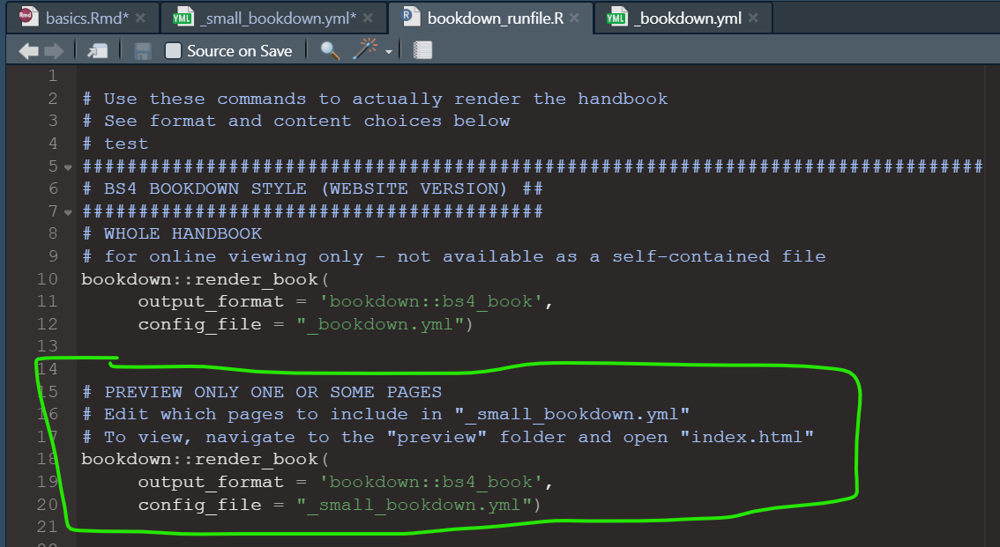 basics.Rmd* _small_bookdown.yml* bookdown_runfile.R _bookdown.yml
Source on Save
1
2 # Use these commands to actually render the handbook
3 # See format and content choices below
4 # test
5 ################################################################################
6 # BS4 BOOKDOWN STYLE (WEBSITE VERSION) ##
7 #########################################
8 # WHOLE HANDBOOK
9 # for online viewing only - not available as a self-contained file
10 bookdown::render_book(
11 output_format = 'bookdown::bs4_book',
12 config_file = "_bookdown.yml")
13
14
15 # PREVIEW ONLY ONE OR SOME PAGES
16 # Edit which pages to include in "_small_bookdown.yml"
17 # To view, navigate to the "preview" folder and open "index.html"
18 bookdown::render_book(
19 output_format = 'bookdown::bs4_book',
20 config_file = "_small_bookdown.yml")
21